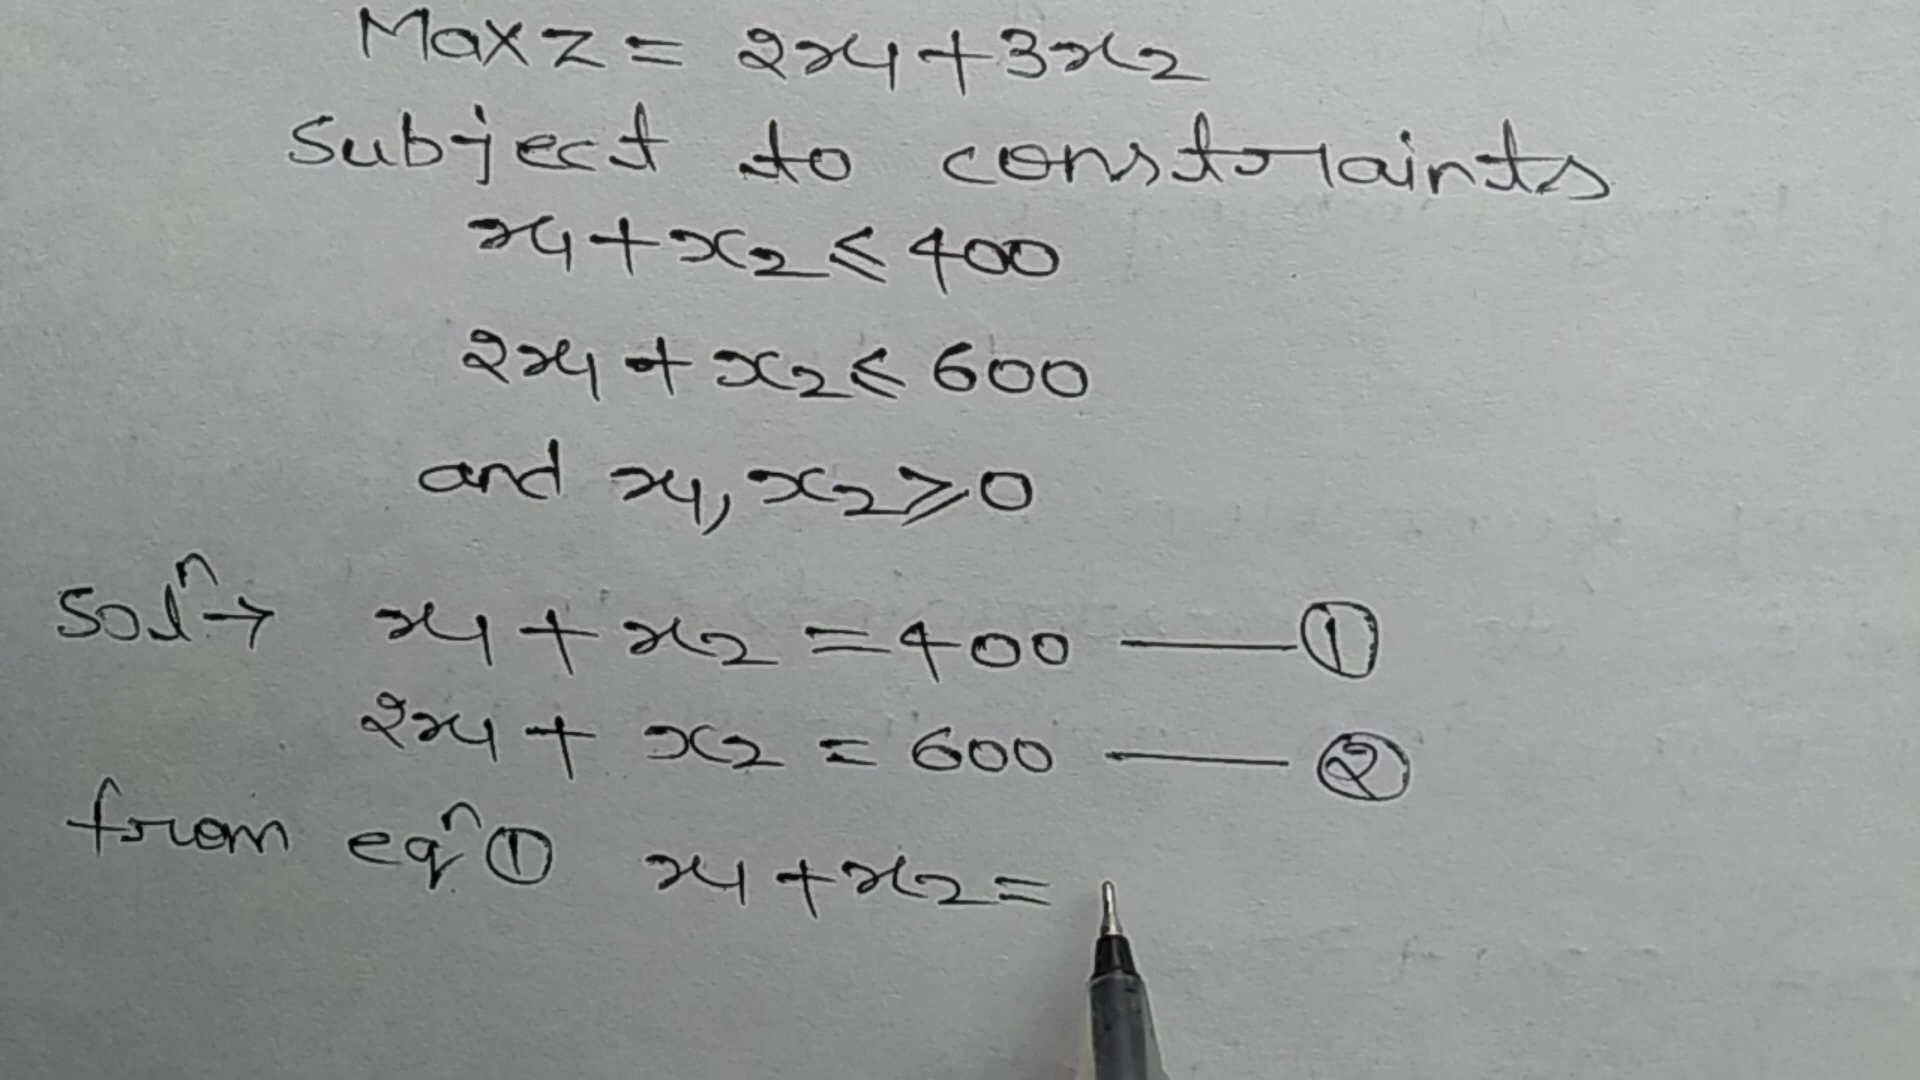 Max z = 2x1 + 3x2
Subject to constraints
x1 + x2 ≤ 400
2x1 + x2 ≤ 600
and x1, x2 ≥ 0
Solⁿ → x1 + x2 = 400 —— ①
2x1 + x2 = 600 —— ②
from eqⁿ ① x1 + x2 =